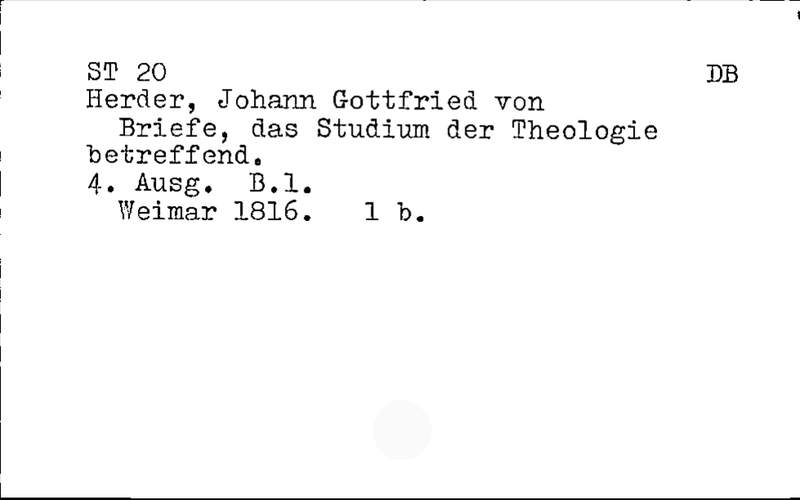 ST 20 DB
Herder, Johann Gottfried von
Briefe, das Studium der Theologie
betreffend.
4. Ausg. B.1.
Weimar 1816. 1 b.